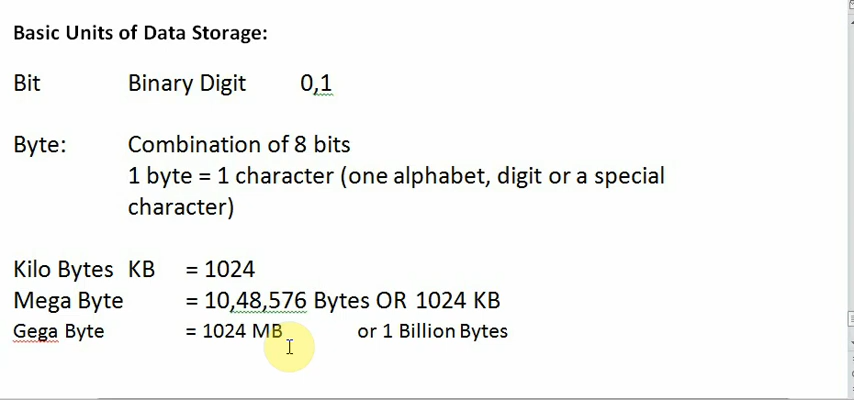 Basic Units of Data Storage:
Bit Binary Digit 0,1
Byte: Combination of 8 bits
1 byte = 1 character (one alphabet, digit or a special
character)
Kilo Bytes KB = 1024
Mega Byte = 10,48,576 Bytes OR 1024 KB
Gega Byte = 1024 MB or 1 Billion Bytes